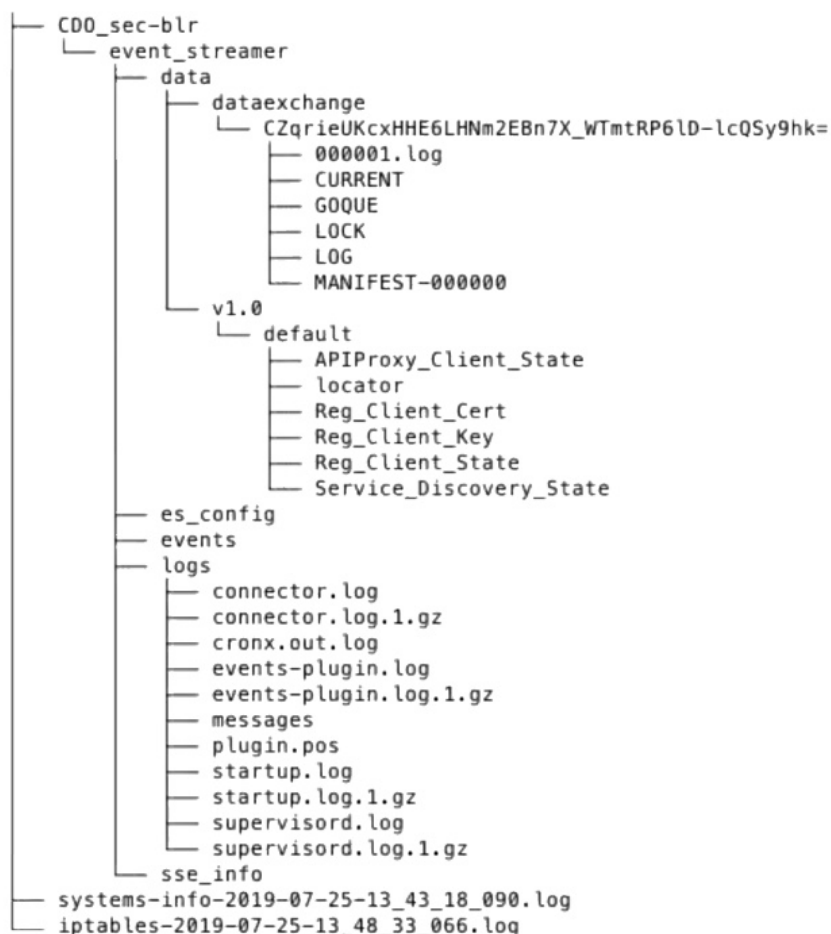 CDO_sec-blr
event_streamer
data
dataexchange
CZqrieUKcxHHE6LHNm2EBn7X_WTmtRP6lD-lcQSy9hk=
000001.log
CURRENT
GOQUE
LOCK
LOG
MANIFEST-000000
v1.0
default
APIProxy_Client_State
locator
Reg_Client_Cert
Reg_Client_Key
Reg_Client_State
Service_Discovery_State
es_config
events
logs
connector.log
connector.log.1.gz
cronx.out.log
events-plugin.log
events-plugin.log.1.gz
messages
plugin.pos
startup.log
startup.log.1.gz
supervisord.log
supervisord.log.1.gz
sse_info
systems-info-2019-07-25-13_43_18_090.log
iptables-2019-07-25-13_48_33_066.log